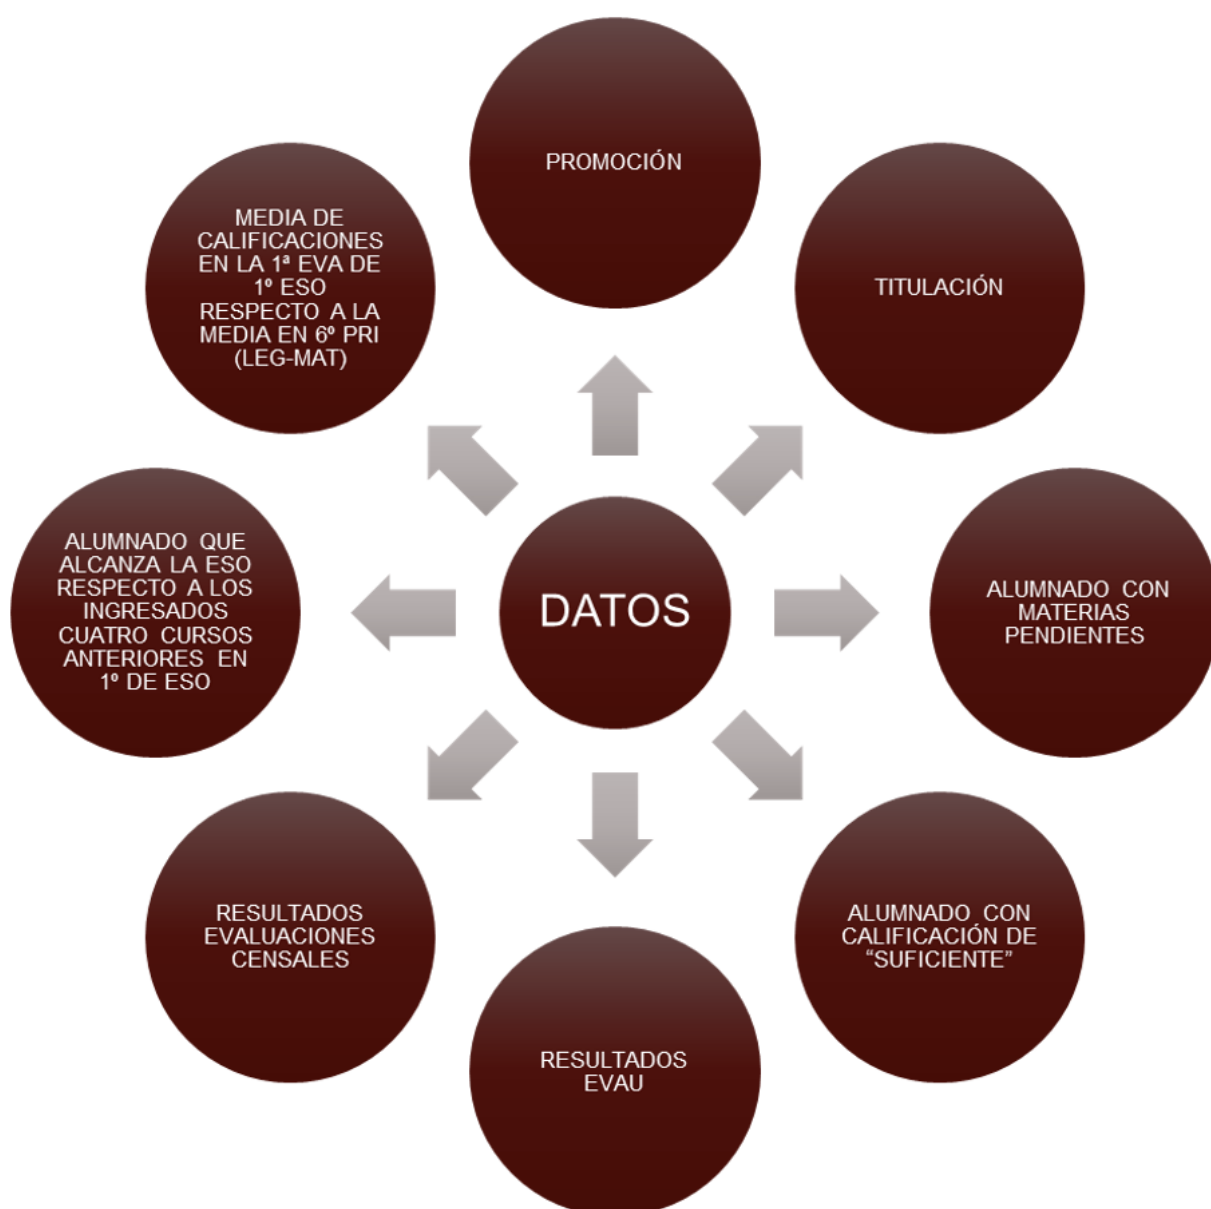 PROMOCIÓN
TITULACIÓN
ALUMNADO CON
MATERIAS
PENDIENTES
ALUMNADO CON
CALIFICACIÓN DE
“SUFICIENTE”
RESULTADOS
EVAU
RESULTADOS
EVALUACIONES
CENSALES
ALUMNADO QUE
ALCANZA LA ESO
RESPECTO A LOS
INGRESADOS
CUATRO CURSOS
ANTERIORES EN
1º DE ESO
MEDIA DE
CALIFICACIONES
EN LA 1ª EVA DE
1º ESO
RESPECTO A LA
MEDIA EN 6º PRI
(LEG-MAT)
DATOS